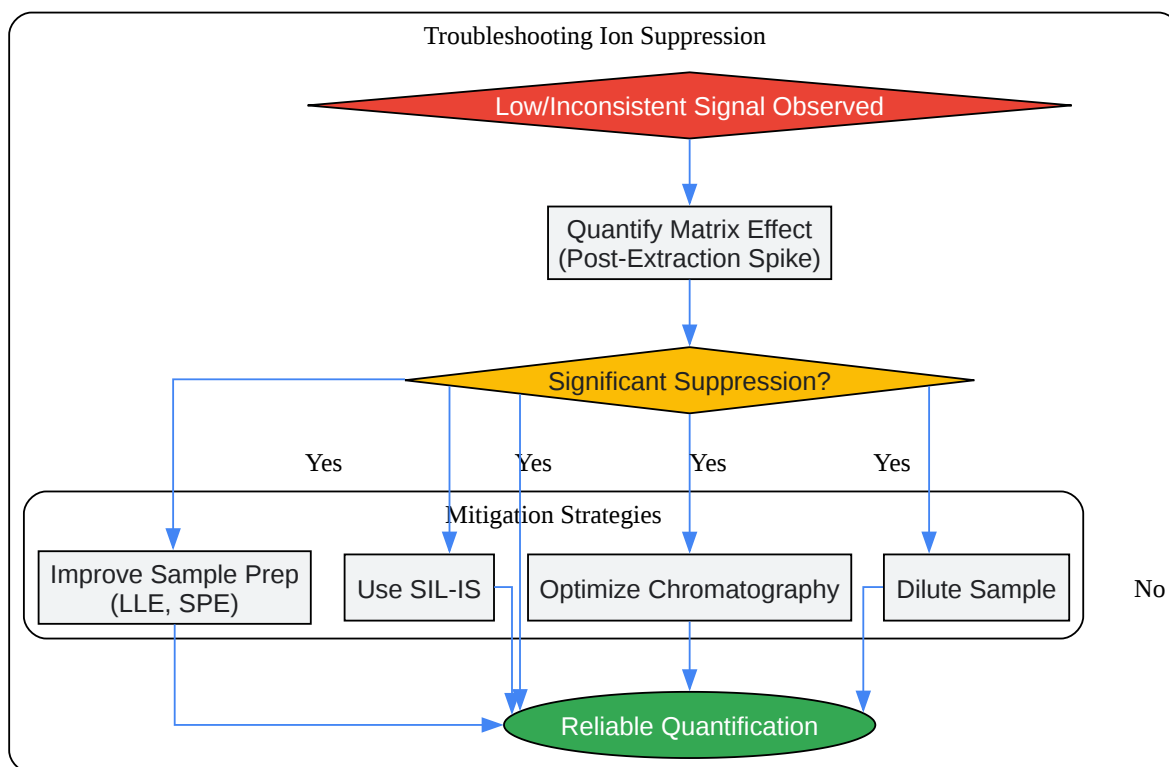 Troubleshooting Ion Suppression
Low/Inconsistent Signal Observed
Quantify Matrix Effect
(Post-Extraction Spike)
Significant Suppression?
Yes
Yes
Yes
Yes
Mitigation Strategies
Improve Sample Prep
(LLE, SPE)
Use SIL-IS
Optimize Chromatography
Dilute Sample
No
Reliable Quantification